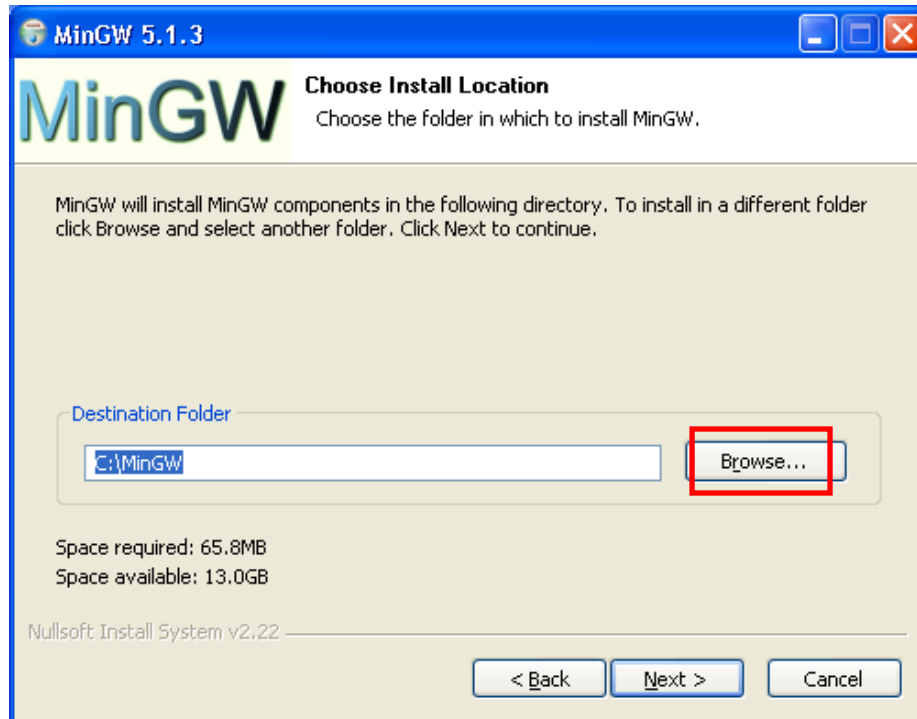 MinGW 5.1.3
MinGW
Choose Install Location
Choose the folder in which to install MinGW.
MinGW will install MinGW components in the following directory. To install in a different folder
click Browse and select another folder. Click Next to continue.
Destination Folder
C:\MinGW
Browse...
Space required: 65.8MB
Space available: 13.0GB
Nullsoft Install System v2.22
< Back
Next >
Cancel